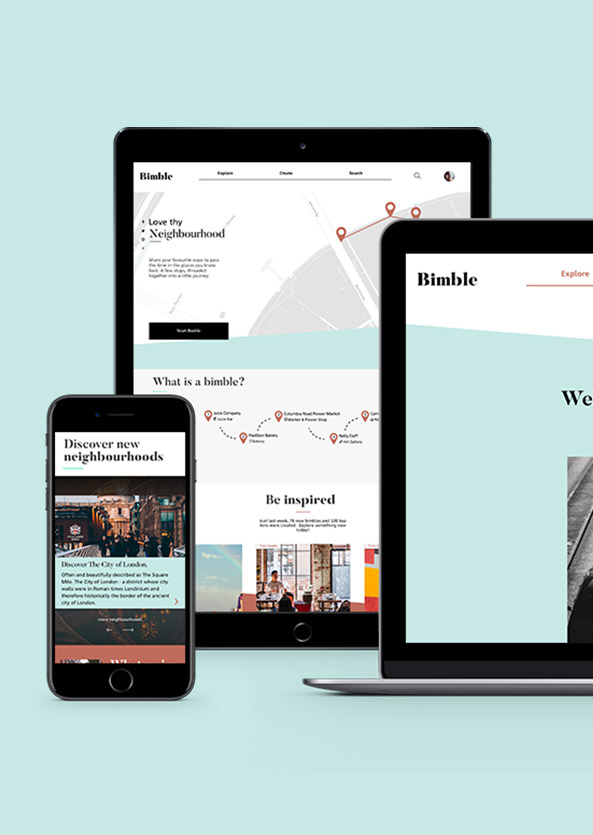 Bimble
Explore
Create
Search
Love thy
Neighbourhood
Share your favourite ways to pass
the time in the places you know
best. A few stops, threaded
together into a little journey.
Start Bimble
What is a bimble?
Juice Company
Juice bar
Columbia Road Flower Market
Market & Flower Shop
Pavillion Bakery
Bakery
Nelly Duff
Art Gallery
Be inspired
Just last week, 76 new bimbles and 120 top
tens were created. Explore something new
today?
Bimble
Explore
We
Discover new
neighbourhoods
Discover The City of London.
Often and beautifully described as The Square
Mile, The City of London - a district whose city
walls were in Roman times Londinium and
therefore historically the border of the ancient
city of London.
more neighbourhoods